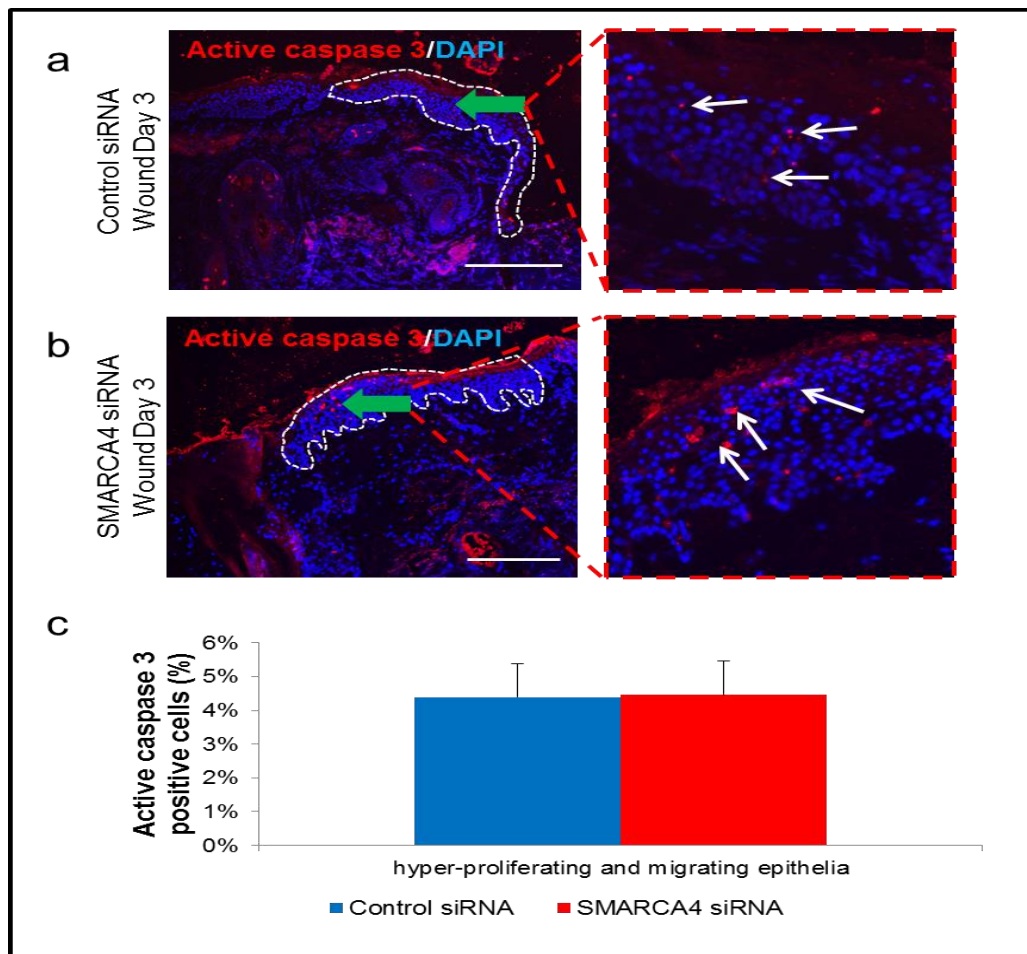 a
Control siRNA
Wound Day 3
Active caspase 3/DAPI
b
SMARCA4 siRNA
Wound Day 3
Active caspase 3/DAPI
c
Active caspase 3
positive cells (%)
6%
5%
4%
3%
2%
1%
0%
hyper-proliferating and migrating epithelia
Control siRNA
SMARCA4 siRNA